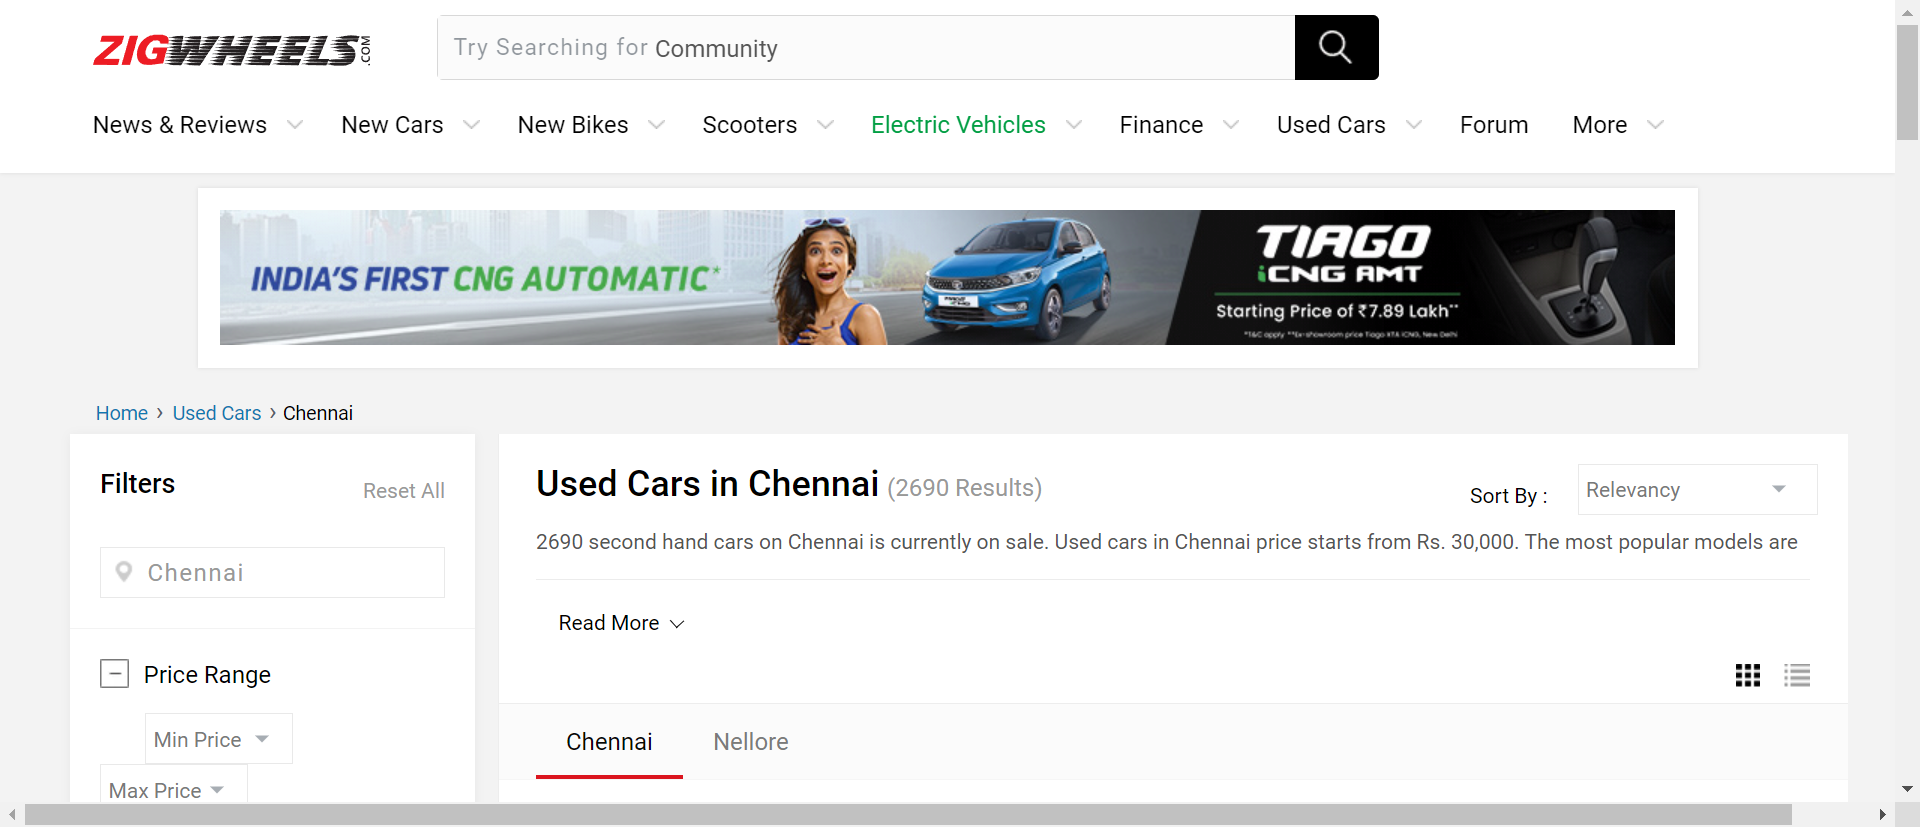 ZIGWHEELS.COM
Try Searching for Community
News & Reviews New Cars New Bikes Scooters Electric Vehicles Finance Used Cars Forum More
INDIA'S FIRST CNG AUTOMATIC*
TIAGO
iCNG AMT
Starting Price of ₹7.89 Lakh**
*T&C apply **Ex-showroom price Tiago XTA iCNG, New Delhi
Home › Used Cars › Chennai
Filters
Reset All
Chennai
Price Range
Min Price
Max Price
Used Cars in Chennai (2690 Results)
Sort By :
Relevancy
2690 second hand cars on Chennai is currently on sale. Used cars in Chennai price starts from Rs. 30,000. The most popular models are
Read More
Chennai Nellore